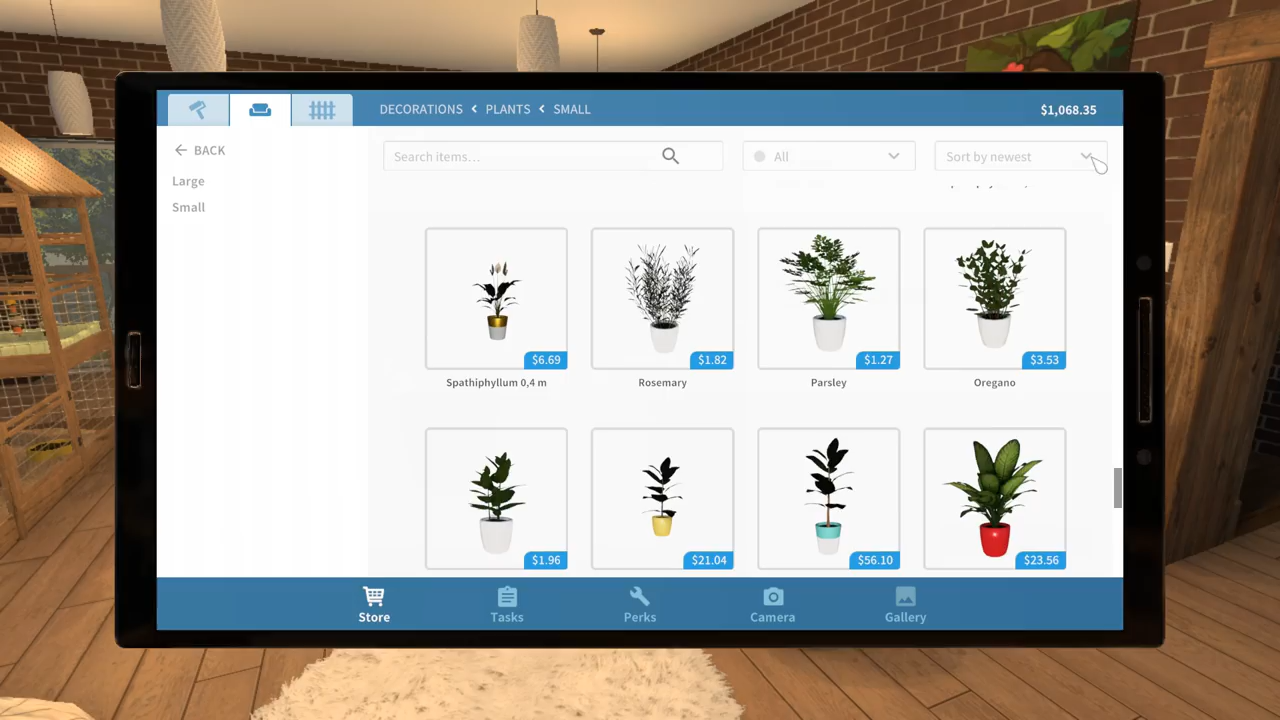 DECORATIONS < PLANTS < SMALL
$1,068.35
BACK
Search items...
All
Sort by newest
Large
Small
$6.69
$1.82
$1.27
$3.53
Spathiphyllum 0,4 m
Rosemary
Parsley
Oregano
$1.96
$21.04
$56.10
$23.56
Store
Tasks
Perks
Camera
Gallery